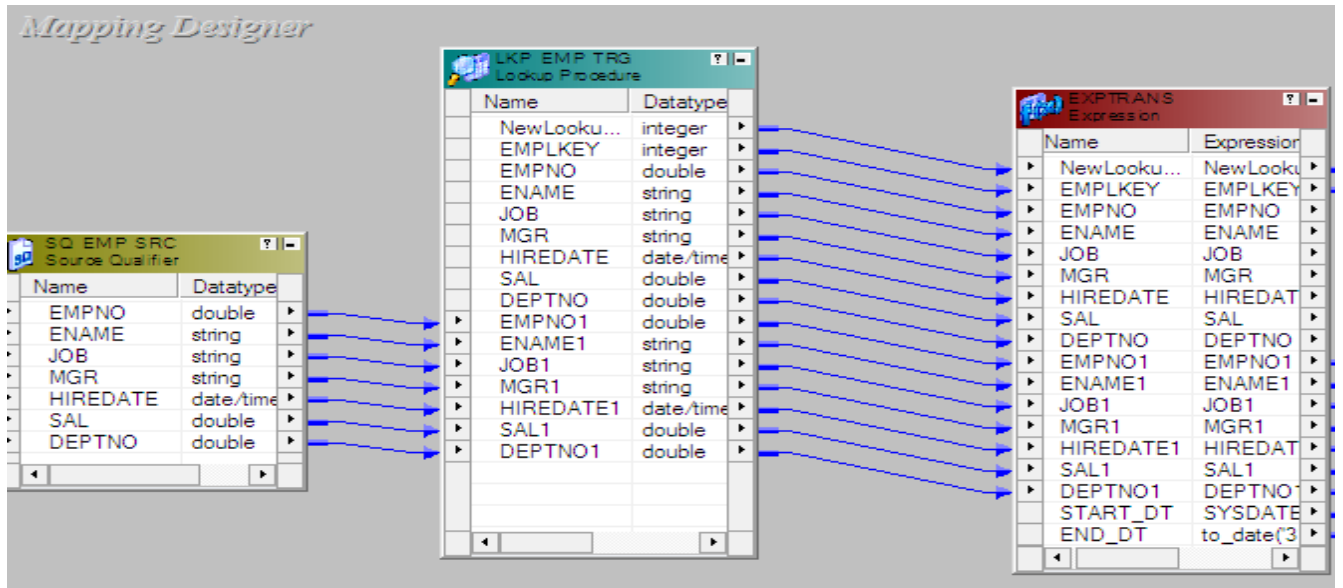 Mapping Designer
SQ EMP SRC
Source Qualifier
Name Datatype
EMPNO double
ENAME string
JOB string
MGR string
HIREDATE date/time
SAL double
DEPTNO double
LKP EMP TRG
Lookup Procedure
Name Datatype
NewLooku... integer
EMPLKEY integer
EMPNO double
ENAME string
JOB string
MGR string
HIREDATE date/time
SAL double
DEPTNO double
EMPNO1 double
ENAME1 string
JOB1 string
MGR1 string
HIREDATE1 date/time
SAL1 double
DEPTNO1 double
EXPTRANS
Expression
Name Expression
NewLooku... NewLooku
EMPLKEY EMPLKEY
EMPNO EMPNO
ENAME ENAME
JOB JOB
MGR MGR
HIREDATE HIREDAT
SAL SAL
DEPTNO DEPTNO
EMPNO1 EMPNO1
ENAME1 ENAME1
JOB1 JOB1
MGR1 MGR1
HIREDATE1 HIREDAT
SAL1 SAL1
DEPTNO1 DEPTNO1
START_DT SYSDATE
END_DT to_date('3